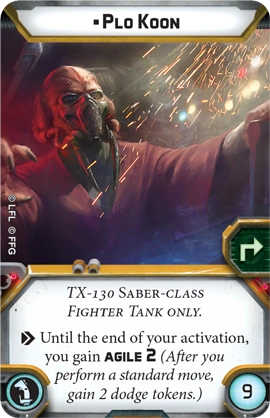 • Plo Koon
© LFL © FFG
TX-130 Saber-class
Fighter Tank only.
Until the end of your activation,
you gain AGILE 2 (After you
perform a standard move,
gain 2 dodge tokens.)
9